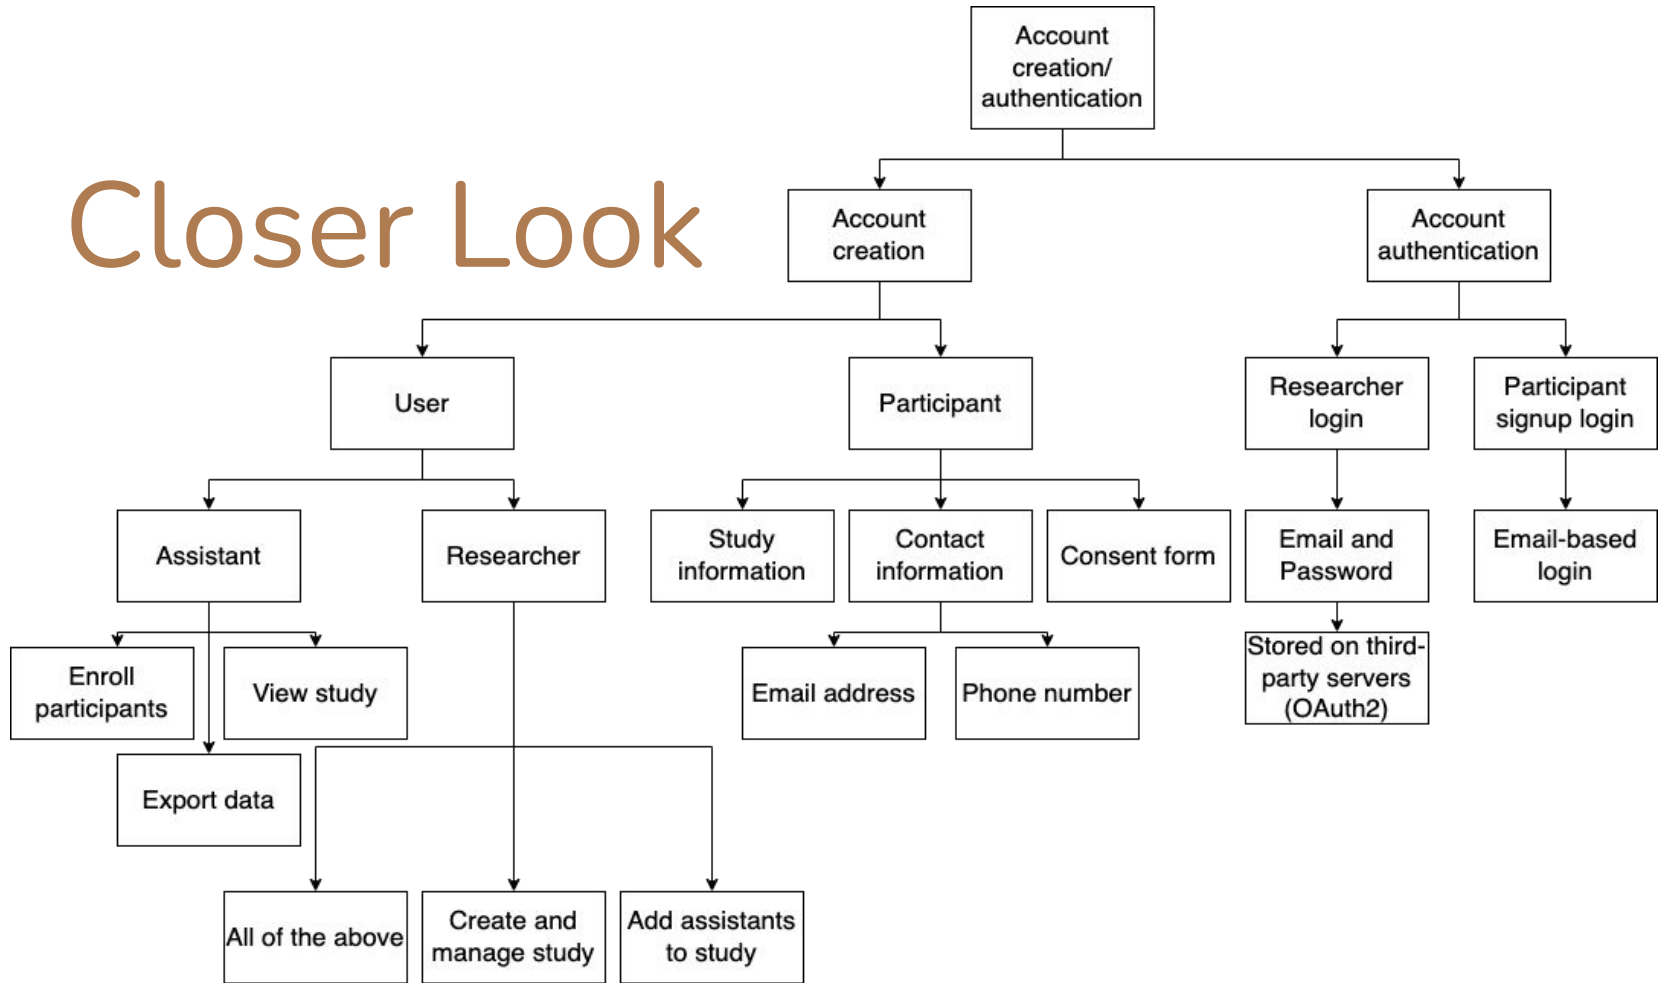 Account
creation/
authentication
Closer Look
Account
creation
Account
authentication
User
Participant
Researcher
login
Participant
signup login
Assistant
Researcher
Study
information
Contact
information
Consent form
Email and
Password
Email-based
login
Enroll
participants
View study
Email address
Phone number
Stored on third-
party servers
(OAuth2)
Export data
All of the above
Create and
manage study
Add assistants
to study